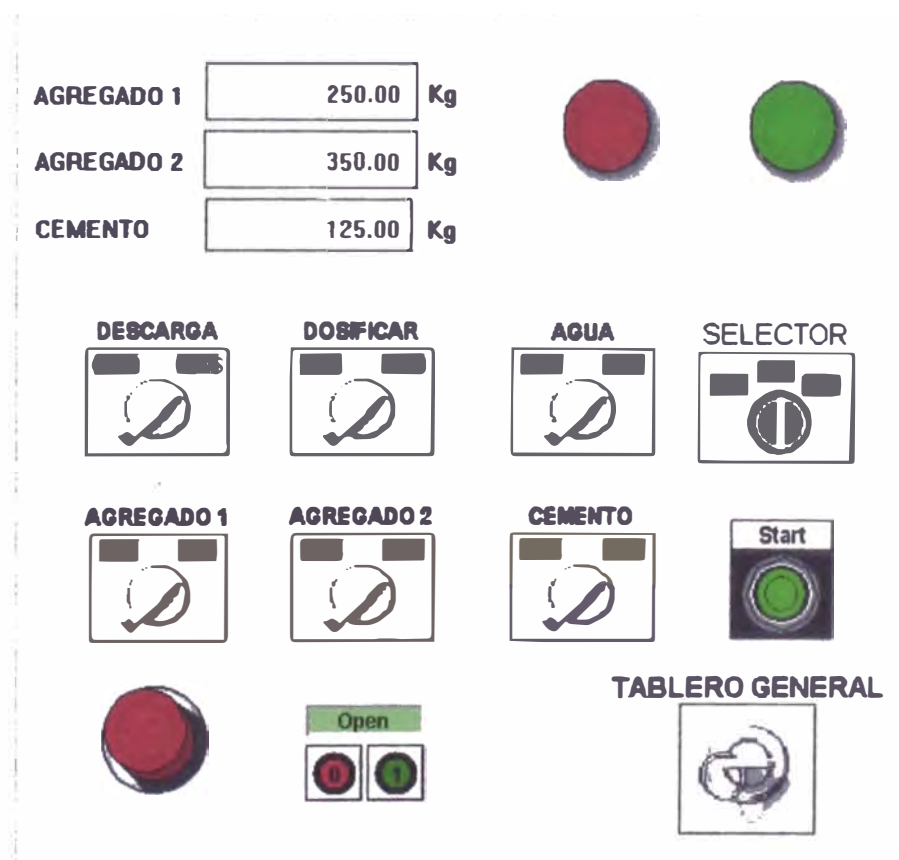 AGREGADO 1 250.00 Kg
AGREGADO 2 350.00 Kg
CEMENTO 125.00 Kg
DESCARGA DOSIFICAR AGUA SELECTOR
AGREGADO 1 AGREGADO 2 CEMENTO Start
TABLERO GENERAL
Open
0 1